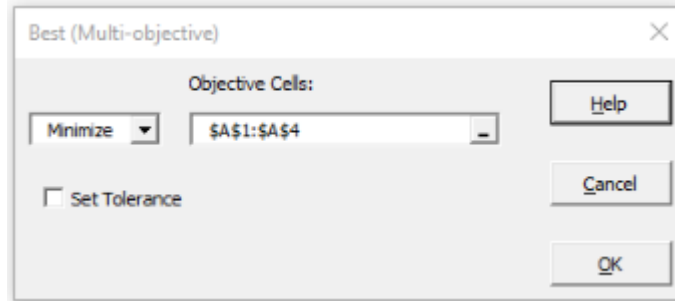 Best (Multi-objective)
Objective Cells:
Help
Minimize
$A$1:$A$4
Cancel
Set Tolerance
OK